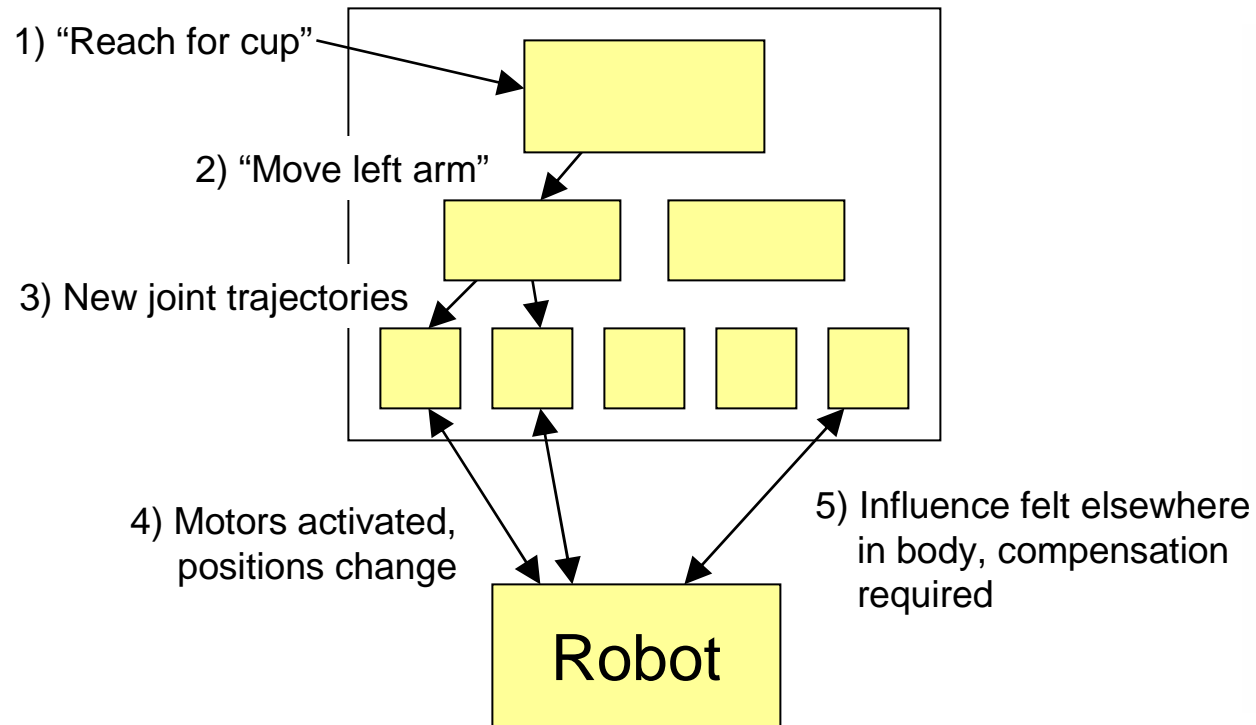 1) “Reach for cup”
2) “Move left arm”
3) New joint trajectories
4) Motors activated,
positions change
5) Influence felt elsewhere
in body, compensation
required
Robot